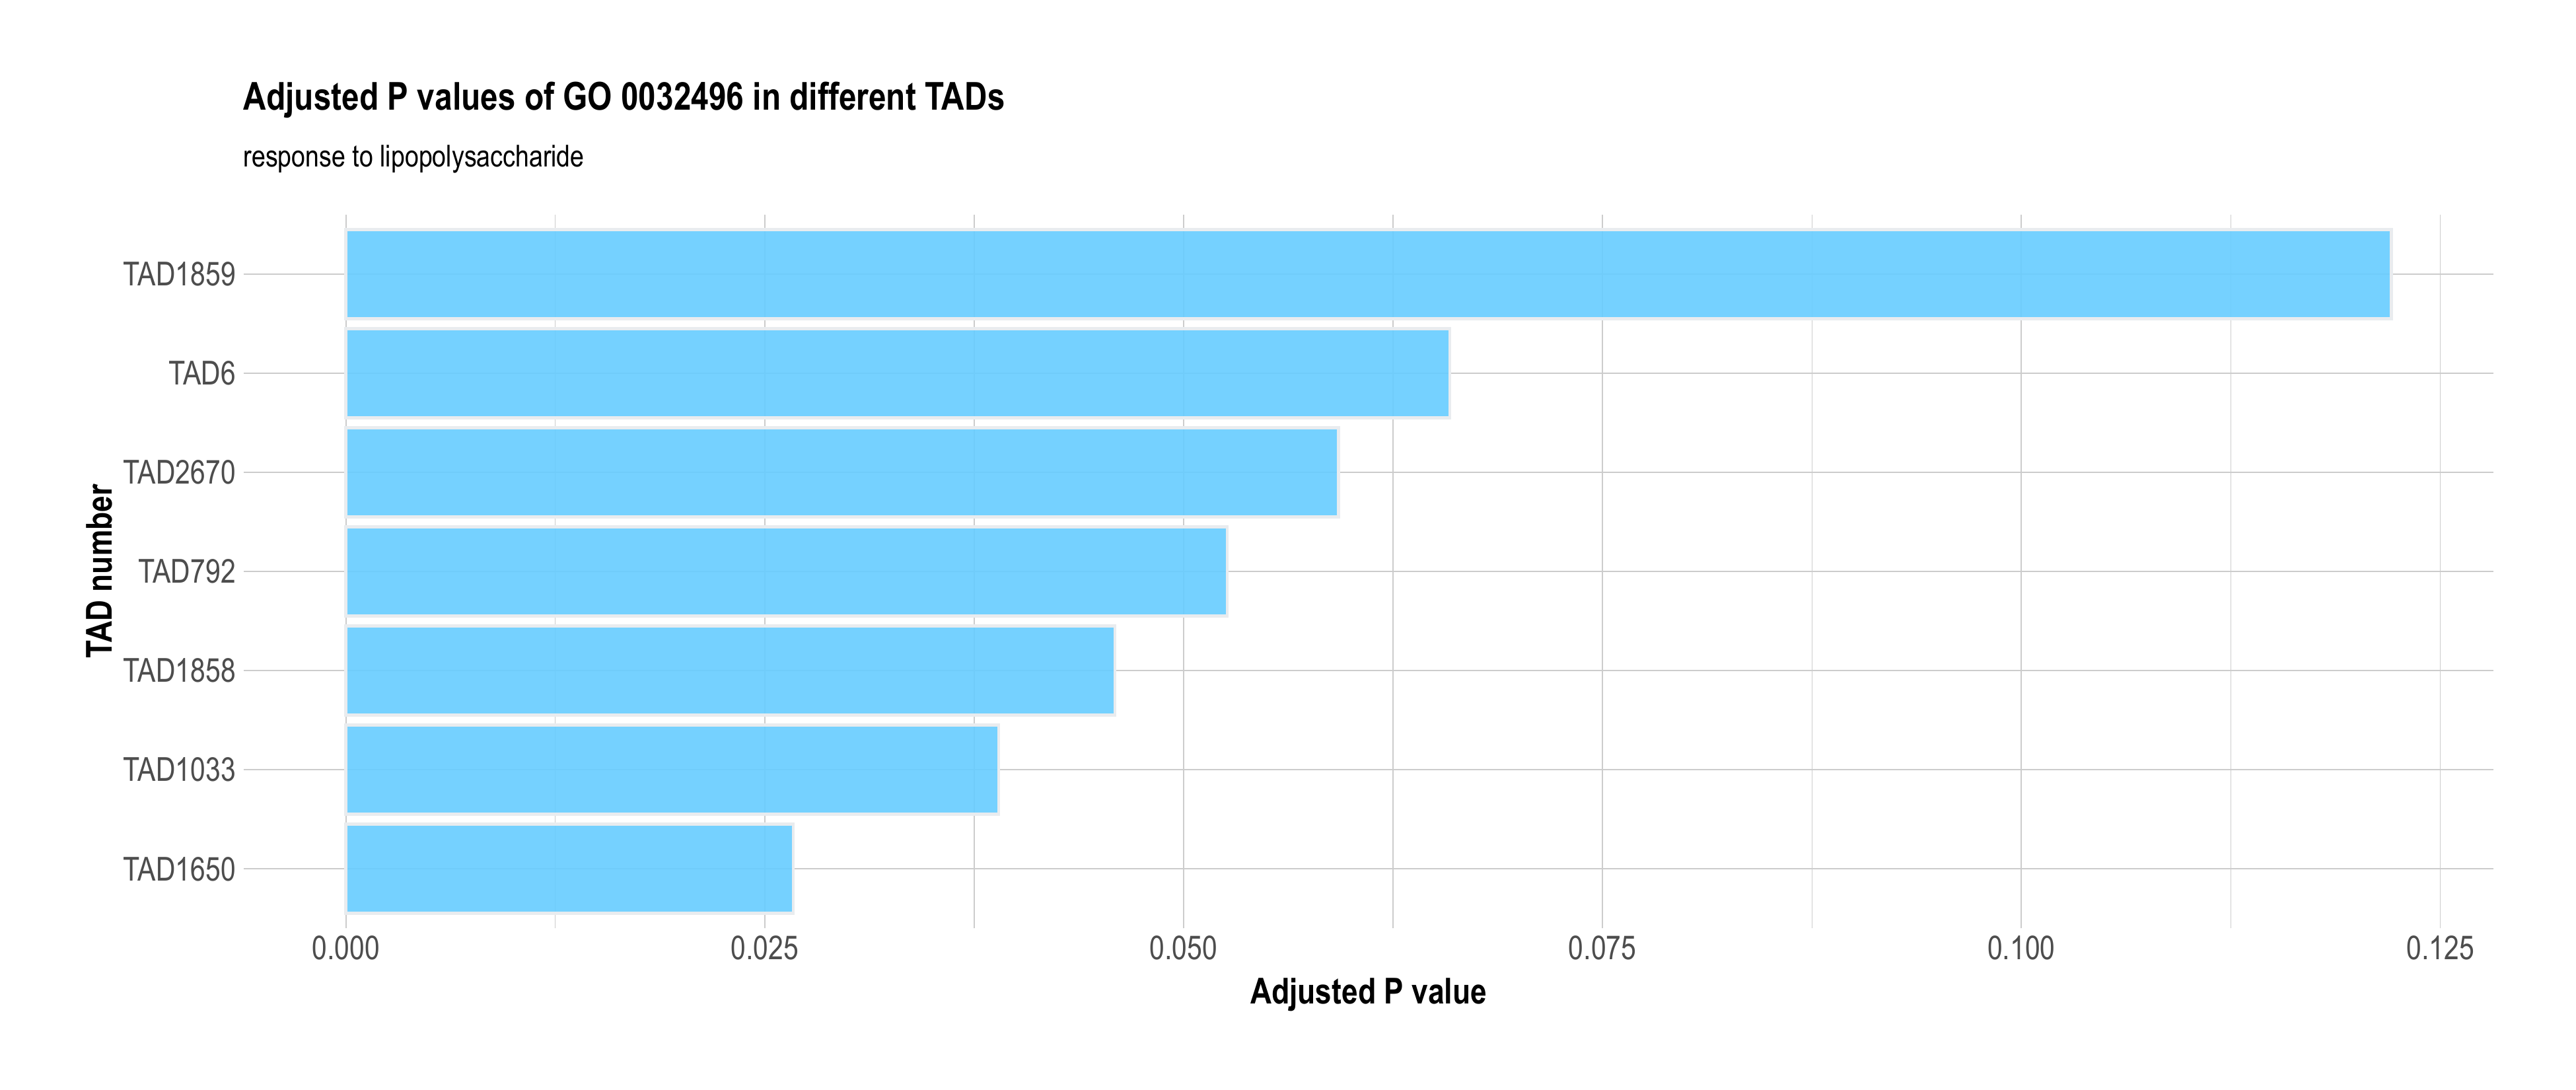 Adjusted P values of GO 0032496 in different TADs
response to lipopolysaccharide
TAD number
TAD1859
TAD6
TAD2670
TAD792
TAD1858
TAD1033
TAD1650
0.000 0.025 0.050 0.075 0.100 0.125
Adjusted P value